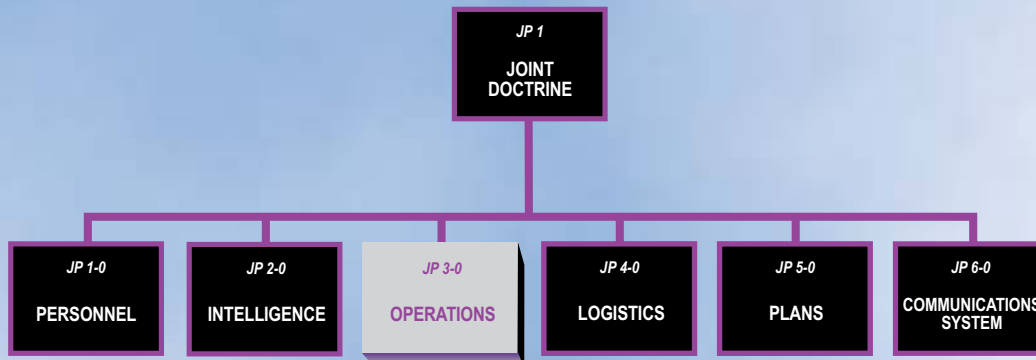 JP 1
JOINT
DOCTRINE
JP 1-0
PERSONNEL
JP 2-0
INTELLIGENCE
JP 3-0
OPERATIONS
JP 4-0
LOGISTICS
JP 5-0
PLANS
JP 6-0
COMMUNICATIONS
SYSTEM